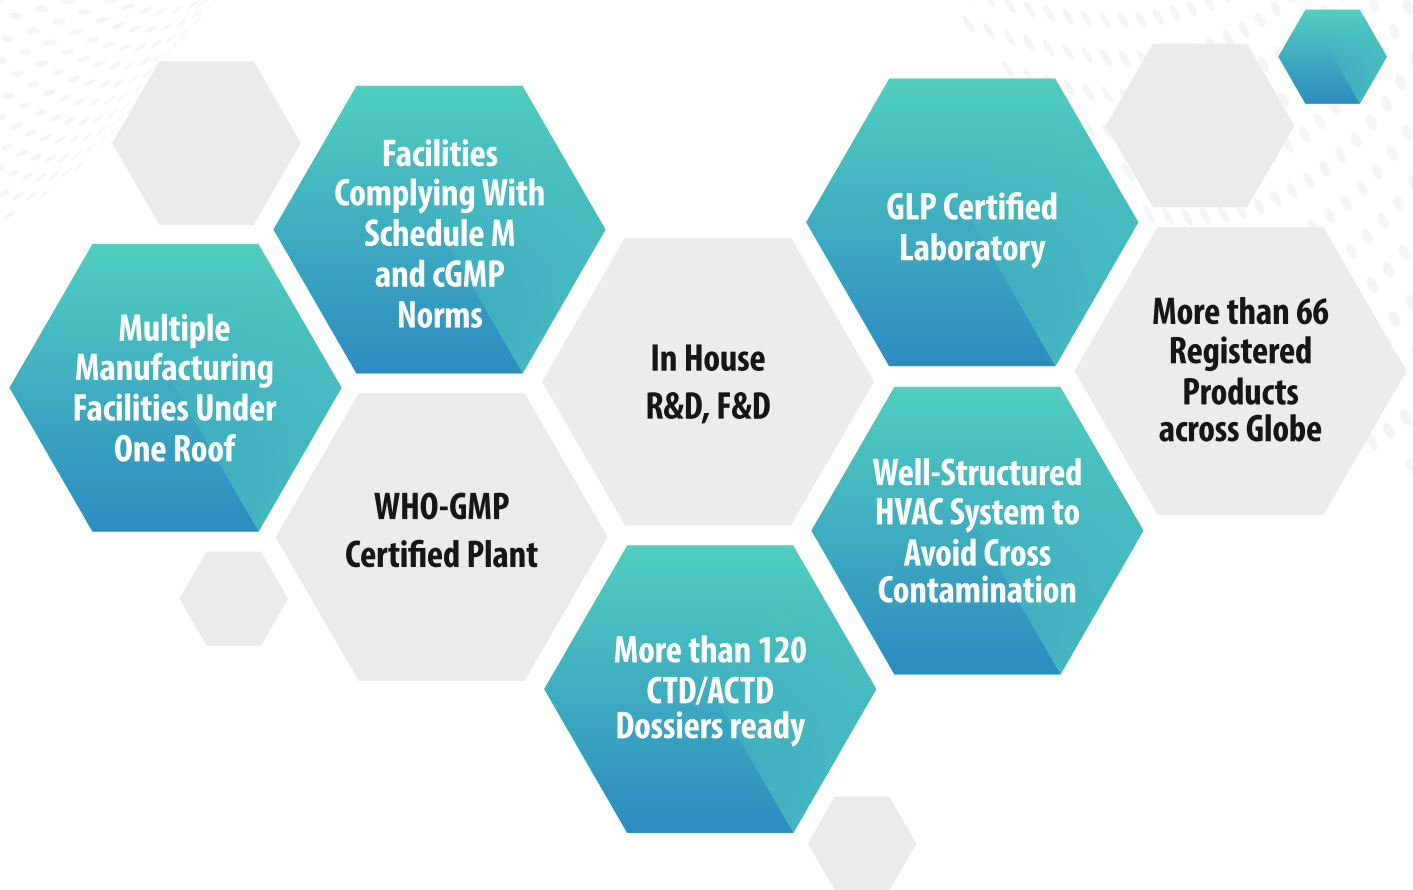 Facilities
Complying With
Schedule M
and cGMP
Norms
GLP Certified
Laboratory
Multiple
Manufacturing
Facilities Under
One Roof
In House
R&D, F&D
More than 66
Registered
Products
across Globe
WHO-GMP
Certified Plant
Well-Structured
HVAC System to
Avoid Cross
Contamination
More than 120
CTD/ACTD
Dossiers ready